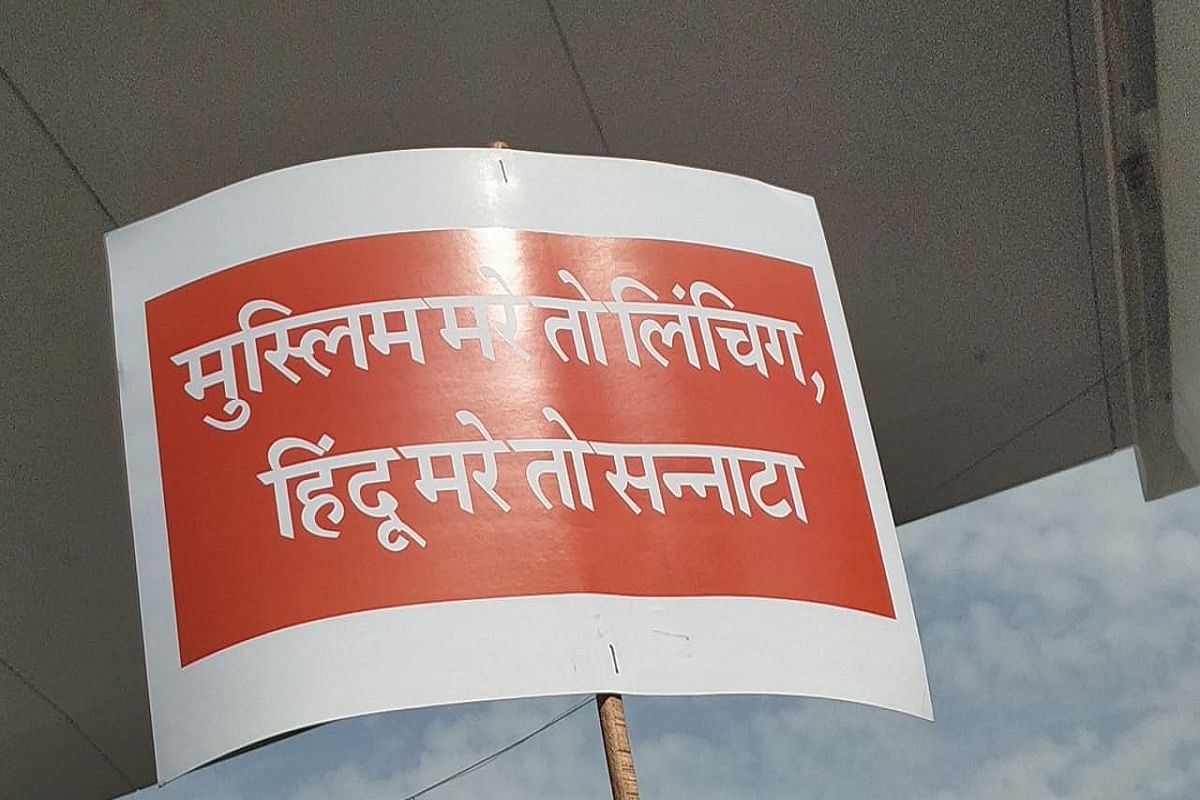 मुस्लिम मरे तो लिंचिग,
हिंदू मरे तो सन्नाटा